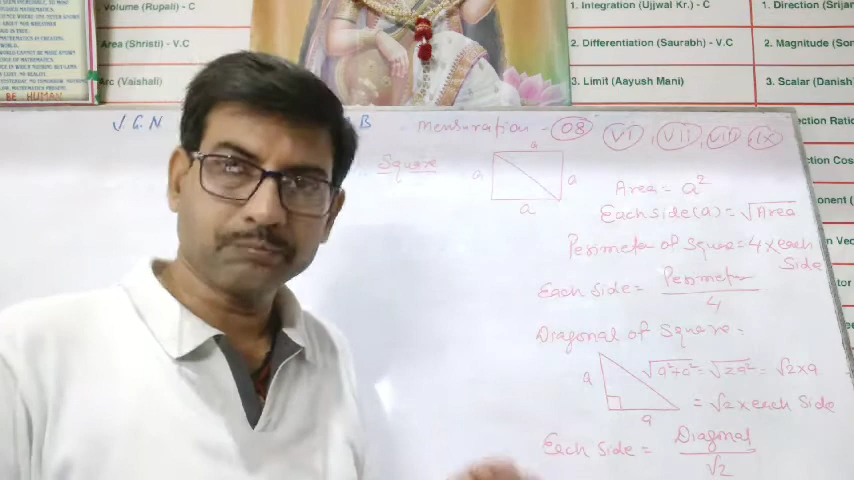 BE HUMAN
Volume (Rupali) - C
Area (Shristi) - V.C
Arc (Vaishali)
1. Integration (Ujjwal Kr.) - C
2. Differentiation (Saurabh) - V.C
3. Limit (Aayush Mani)
1. Direction (Srijan
2. Magnitude (Sor
3. Scalar (Danish
V G N
B
Mensuration - 08 VI, VII, VIII, IX
Square
a
a
a
a
Area = a²
Each side (a) = √Area
Perimeter of Square = 4 × each Side
Each Side = Perimeter / 4
Diagonal of Square =
a
a
√a²+a² = √2a² = √2 × a
= √2 × each Side
Each Side = Diagonal / √2